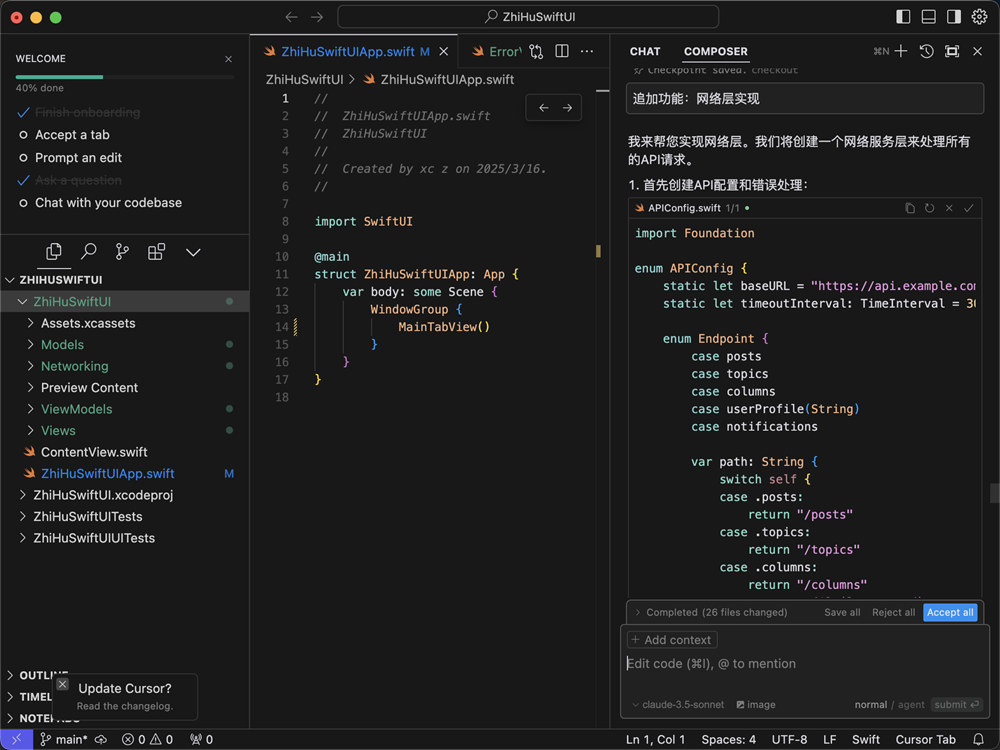 ZhiHuSwiftUI
WELCOME
40% done
Finish onboarding
Accept a tab
Prompt an edit
Ask a question
Chat with your codebase
ZHIHUSWIFTUI
ZhiHuSwiftUI
Assets.xcassets
Models
Networking
Preview Content
ViewModels
Views
ContentView.swift
ZhiHuSwiftUIApp.swift M
ZhiHuSwiftUI.xcodeproj
ZhiHuSwiftUITests
ZhiHuSwiftUIUITests
OUTLINE
Update Cursor?
Read the changelog.
ZhiHuSwiftUIApp.swift M
Error
ZhiHuSwiftUI > ZhiHuSwiftUIApp.swift
1 //
2 //  ZhiHuSwiftUIApp.swift
3 //  ZhiHuSwiftUI
4 //
5 //  Created by xc z on 2025/3/16.
6 //
7
8 import SwiftUI
9
10 @main
11 struct ZhiHuSwiftUIApp: App {
12 var body: some Scene {
13 WindowGroup {
14 MainTabView()
15 }
16 }
17 }
18
CHAT COMPOSER ⌘N
Checkpoint saved. checkout
追加功能：网络层实现
我来帮您实现网络层。我们将创建一个网络服务层来处理所有
的API请求。
1. 首先创建API配置和错误处理：
APIConfig.swift 1/1
import Foundation
enum APIConfig {
static let baseURL = "https://api.example.co
static let timeoutInterval: TimeInterval = 3
enum Endpoint {
case posts
case topics
case columns
case userProfile(String)
case notifications
var path: String {
switch self {
case .posts:
return "/posts"
case .topics:
return "/topics"
case .columns:
return "/columns"
Completed (26 files changed) Save all Reject all Accept all
+ Add context
Edit code (⌘I), @ to mention
claude-3.5-sonnet image normal / agent submit
main* 0 0 0 Ln 1, Col 1 Spaces: 4 UTF-8 LF Swift Cursor Tab